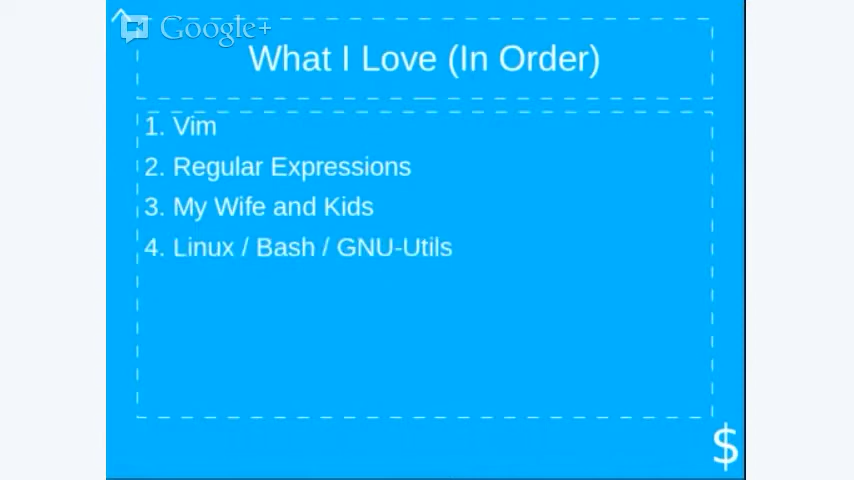 ^
Google+
What I Love (In Order)
1. Vim
2. Regular Expressions
3. My Wife and Kids
4. Linux / Bash / GNU-Utils
$